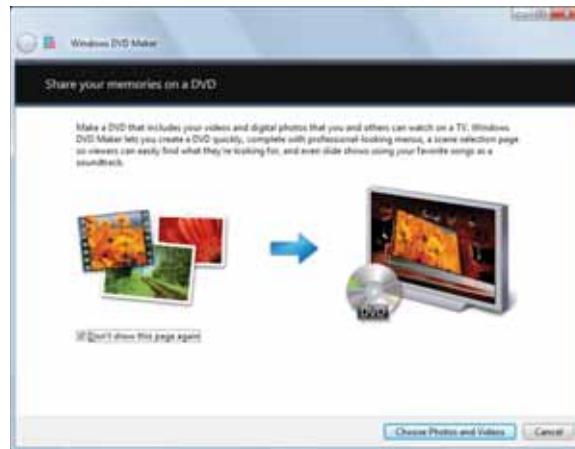 Windows DVD Maker
Share your memories on a DVD
Make a DVD that includes your videos and digital photos that you and others can watch on a TV. Windows
DVD Maker lets you create a DVD quickly, complete with professional-looking menus, a scene selection page
so viewers can easily find what they're looking for, and even slide shows using your favorite songs as a
soundtrack.
DVD
Don't show this page again
Choose Photos and Videos Cancel